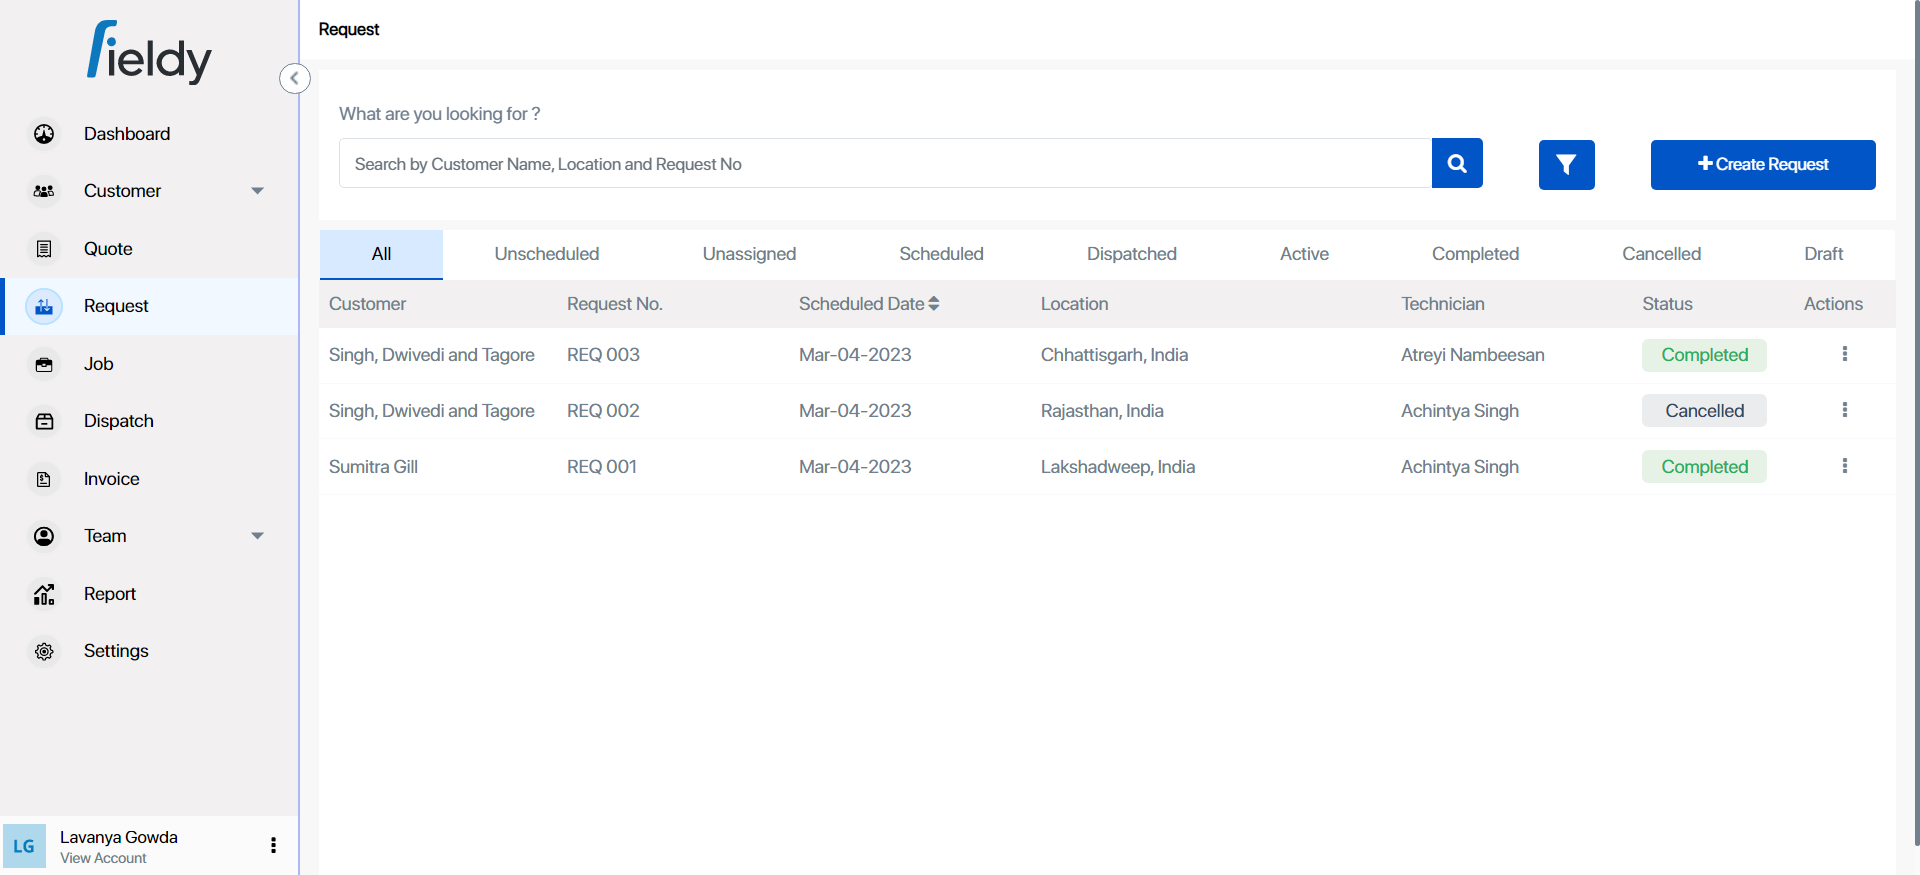 fieldy
Dashboard
Customer
Quote
Request
Job
Dispatch
Invoice
Team
Report
Settings
LG
Lavanya Gowda
View Account
Request
What are you looking for ?
Search by Customer Name, Location and Request No
Create Request
All Unscheduled Unassigned Scheduled Dispatched Active Completed Cancelled Draft
Customer Request No. Scheduled Date Location Technician Status Actions
Singh, Dwivedi and Tagore REQ 003 Mar-04-2023 Chhattisgarh, India Atreyi Nambeesan Completed
Singh, Dwivedi and Tagore REQ 002 Mar-04-2023 Rajasthan, India Achintya Singh Cancelled
Sumitra Gill REQ 001 Mar-04-2023 Lakshadweep, India Achintya Singh Completed